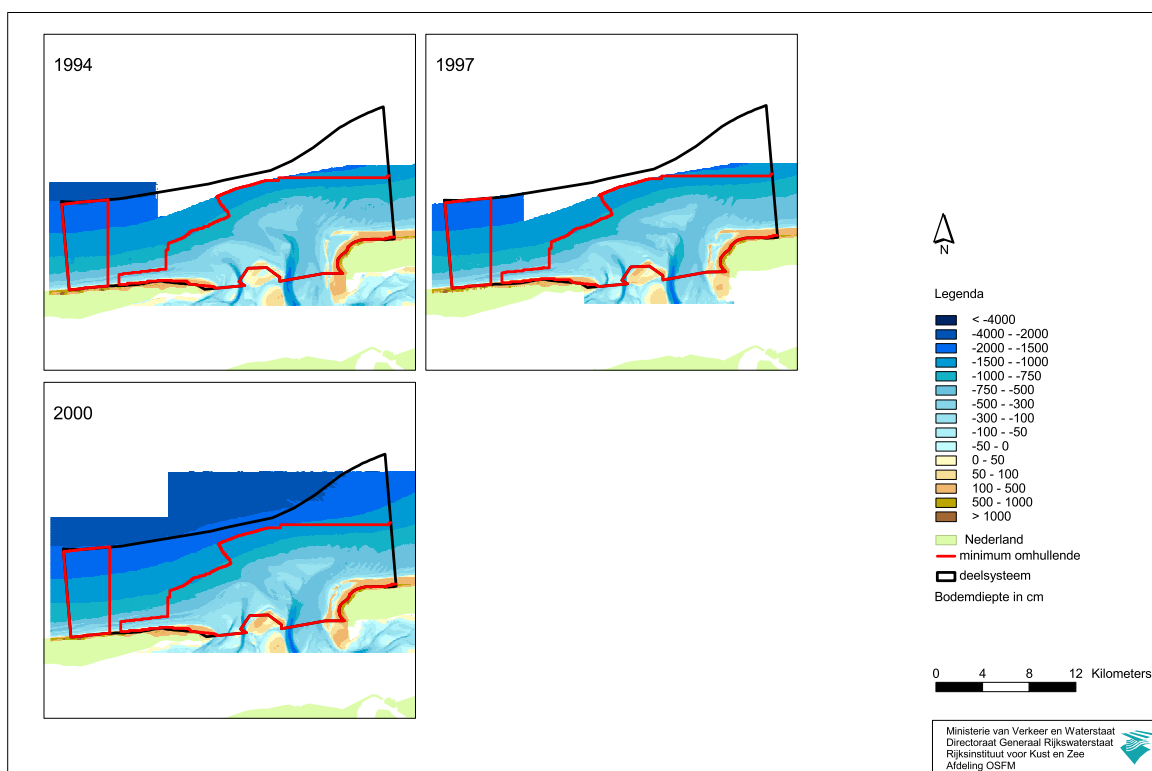 1994
1997
2000
N
Legenda
< -4000
-4000 - -2000
-2000 - -1500
-1500 - -1000
-1000 - -750
-750 - -500
-500 - -300
-300 - -100
-100 - -50
-50 - 0
0 - 50
50 - 100
100 - 500
500 - 1000
> 1000
Nederland
minimum omhullende
deelsysteem
Bodemdiepte in cm
0 4 8 12 Kilometers
Ministerie van Verkeer en Waterstaat
Directoraat Generaal Rijkswaterstaat
Rijksinstituut voor Kust en Zee
Afdeling OSFM